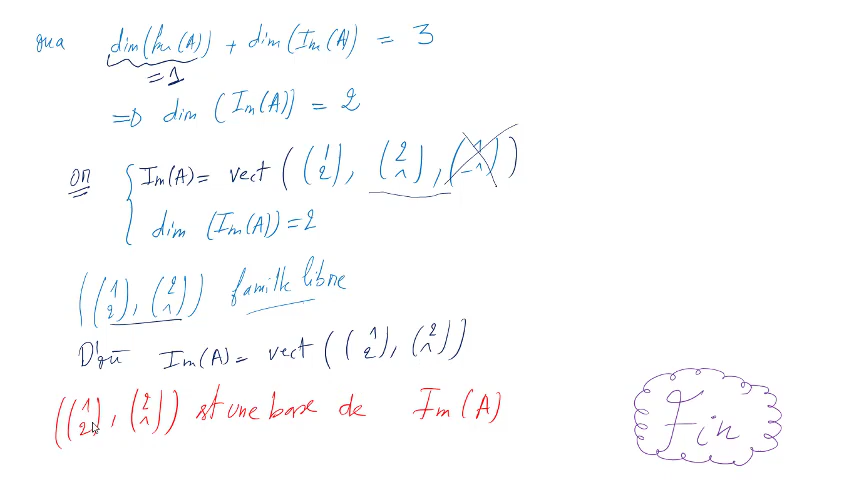 dim(ker(A)) + dim(Im(A)) = 3
= 1
=> dim (Im(A)) = 2
on { Im(A) = vect ( (1 2), (2 1), (1 -1) )
dim (Im(A)) = 2
((1 2), (2 1)) famille libre
D'où Im(A) = vect ((1 2), (2 1))
((1 2), (2 1)) est une base de Im(A)
Fin